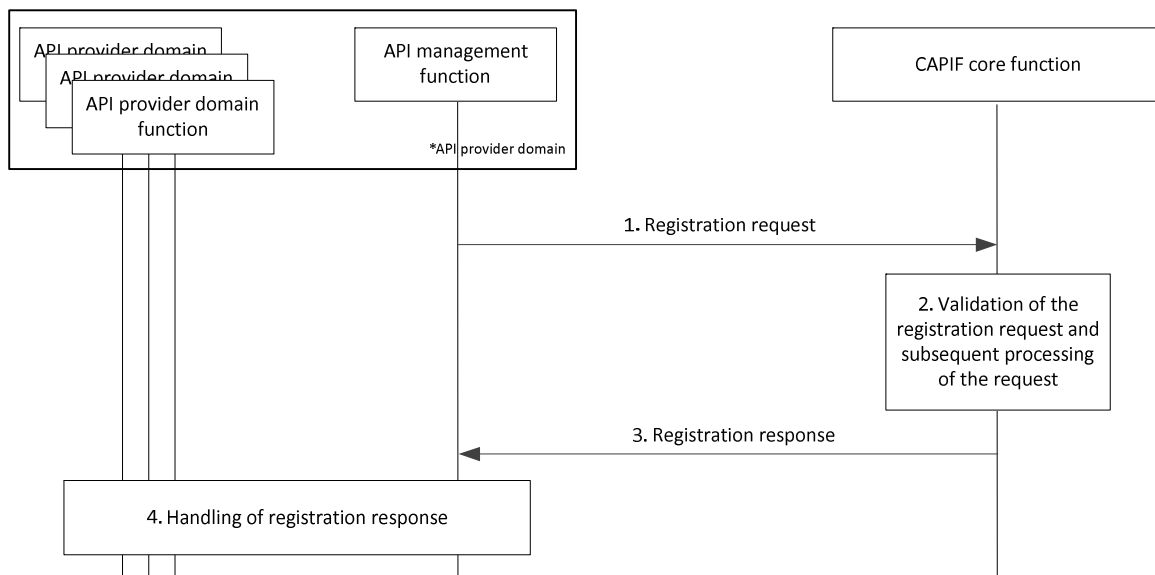 API provider domain
API provider domain
API provider domain
function
API management
function
CAPIF core function
*API provider domain
1. Registration request
2. Validation of the
registration request and
subsequent processing
of the request
3. Registration response
4. Handling of registration response